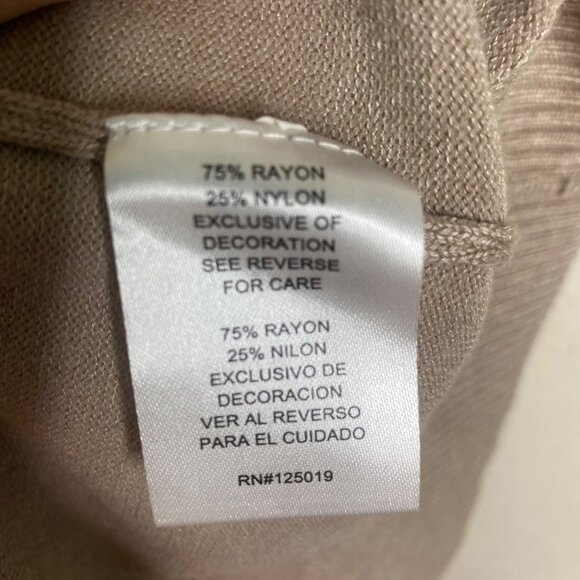 75% RAYON
25% NYLON
EXCLUSIVE OF
DECORATION
SEE REVERSE
FOR CARE
75% RAYON
25% NILON
EXCLUSIVO DE
DECORACION
VER AL REVERSO
PARA EL CUIDADO
RN#125019